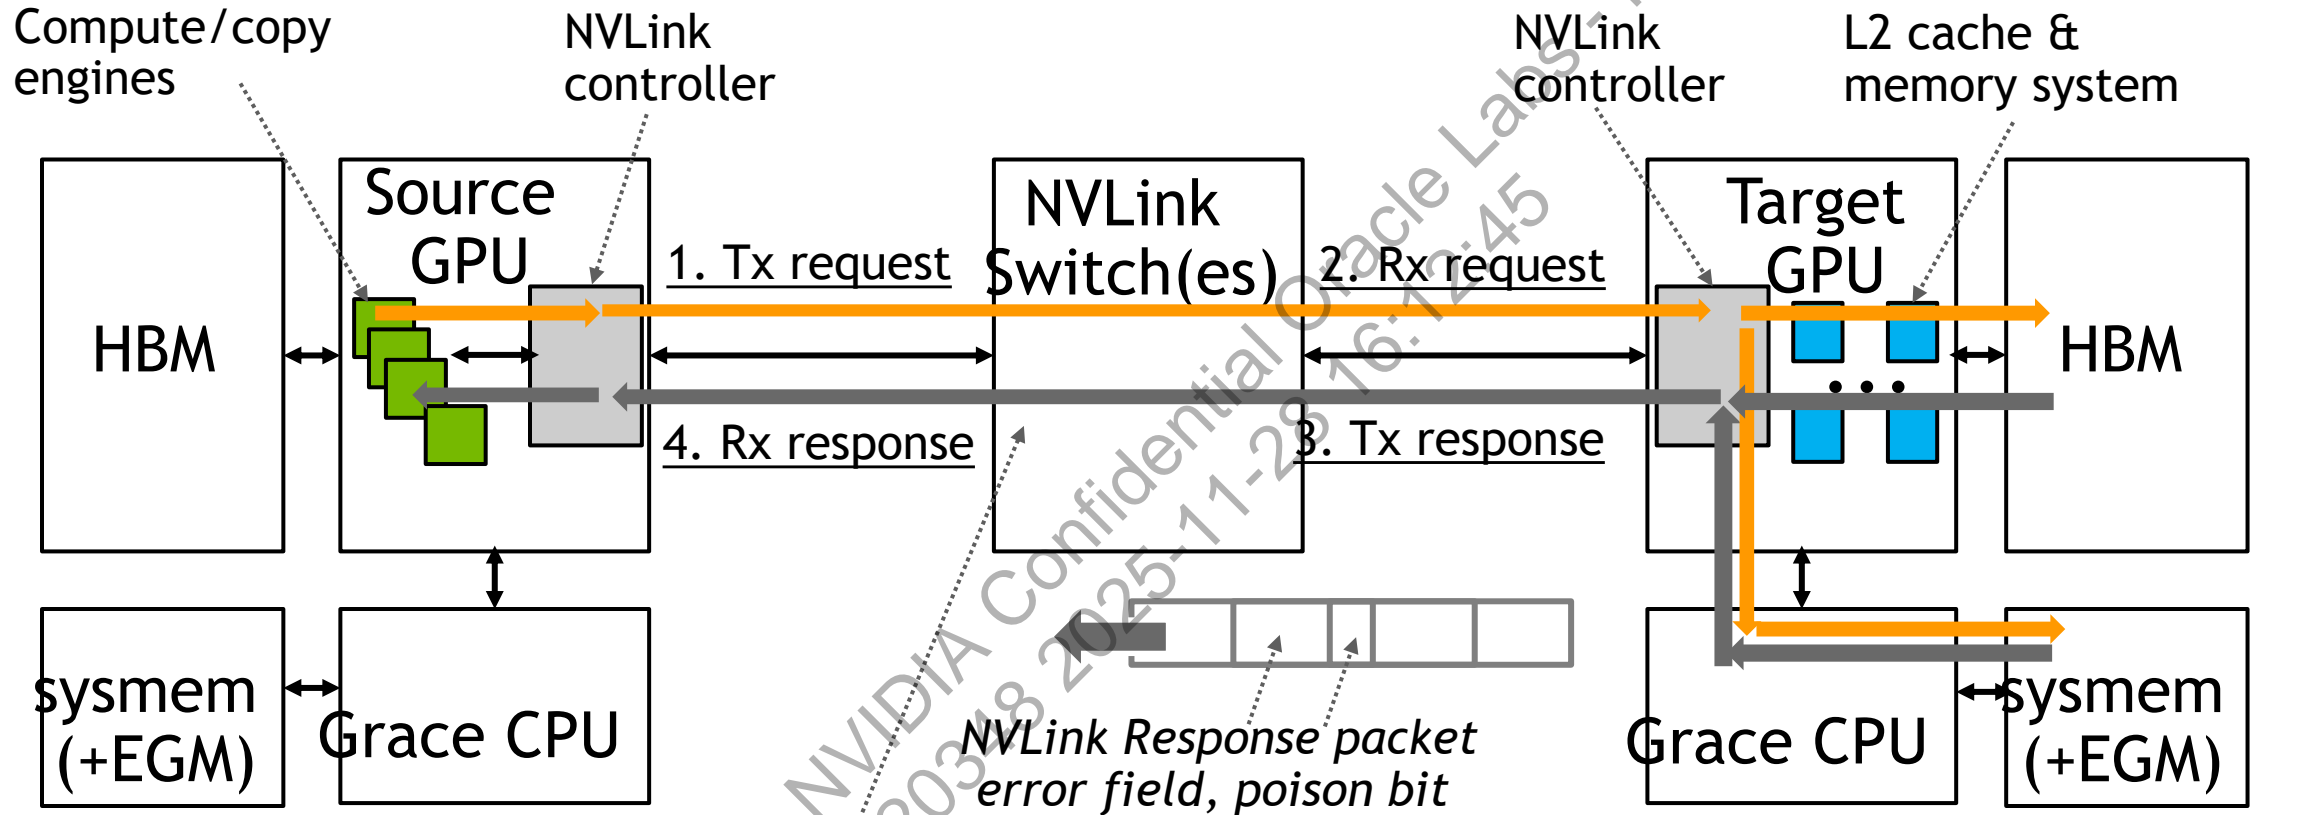 Compute/copy
engines
NVLink
controller
NVLink
controller
L2 cache &
memory system
HBM
Source
GPU
1. Tx request
NVLink
Switch(es)
2. Rx request
Target
GPU
HBM
4. Rx response
3. Tx response
sysmem
(+EGM)
Grace CPU
NVLink Response packet
error field, poison bit
Grace CPU
sysmem
(+EGM)
NVIDIA Confidential Oracle Labs -
20348 2025-11-28 16:12:45